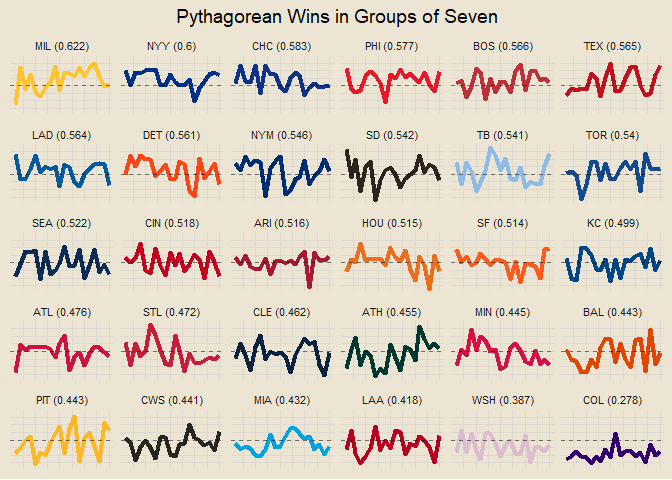 Pythagorean Wins in Groups of Seven
MIL (0.622) NYY (0.6) CHC (0.583) PHI (0.577) BOS (0.566) TEX (0.565)
LAD (0.564) DET (0.561) NYM (0.546) SD (0.542) TB (0.541) TOR (0.54)
SEA (0.522) CIN (0.518) ARI (0.516) HOU (0.515) SF (0.514) KC (0.499)
ATL (0.476) STL (0.472) CLE (0.462) ATH (0.455) MIN (0.445) BAL (0.443)
PIT (0.443) CWS (0.441) MIA (0.432) LAA (0.418) WSH (0.387) COL (0.278)